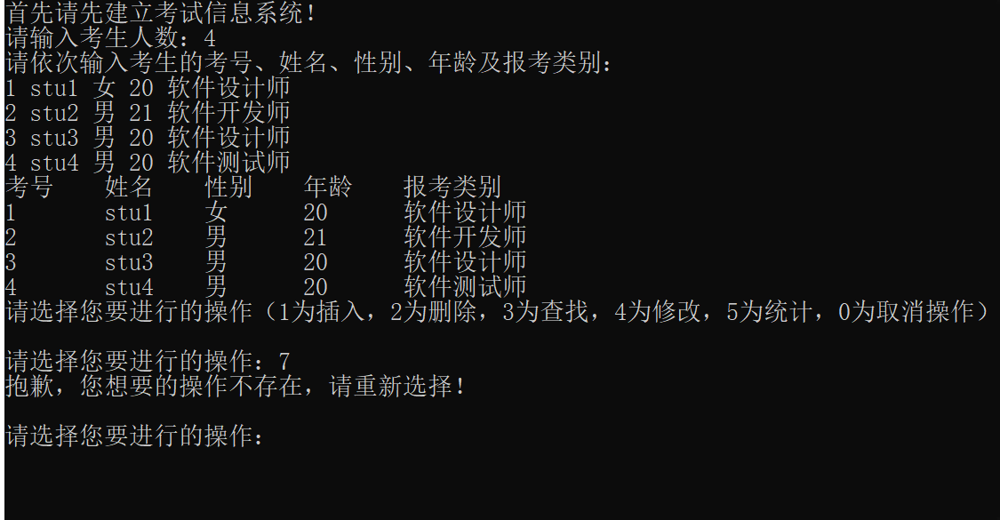 首先请先建立考试信息系统！
请输入考生人数：4
请依次输入考生的考号、姓名、性别、年龄及报考类别：
1 stu1 女 20 软件设计师
2 stu2 男 21 软件开发师
3 stu3 男 20 软件设计师
4 stu4 男 20 软件测试师
考号 姓名 性别 年龄 报考类别
1 stu1 女 20 软件设计师
2 stu2 男 21 软件开发师
3 stu3 男 20 软件设计师
4 stu4 男 20 软件测试师
请选择您要进行的操作（1为插入，2为删除，3为查找，4为修改，5为统计，0为取消操作）
请选择您要进行的操作：7
抱歉，您想要的操作不存在，请重新选择！
请选择您要进行的操作：